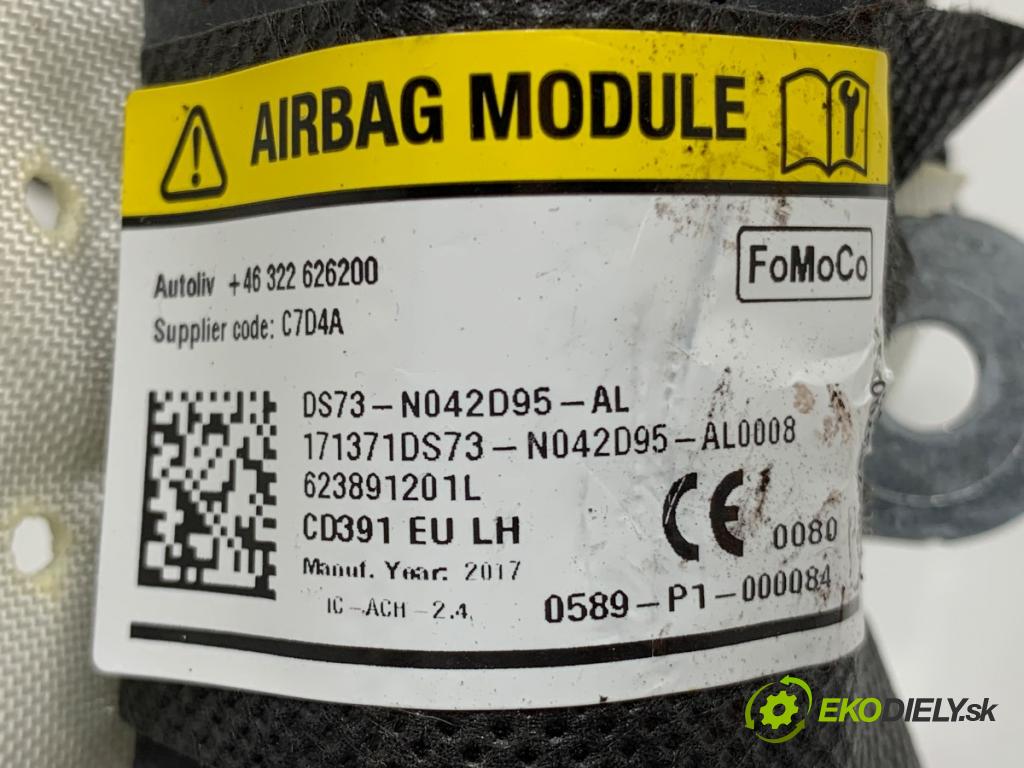 AIRBAG MODULE
Autoliv +46 322 626200
FoMoCo
Supplier code: C7D4A
DS73-N042D95-AL
171371DS73-N042D95-AL0008
623891201L
CD391 EU LH
0080
Manuf. Year: 2017
IC-ACH-2.4
0589-P1-000084
EKODIELY.sk